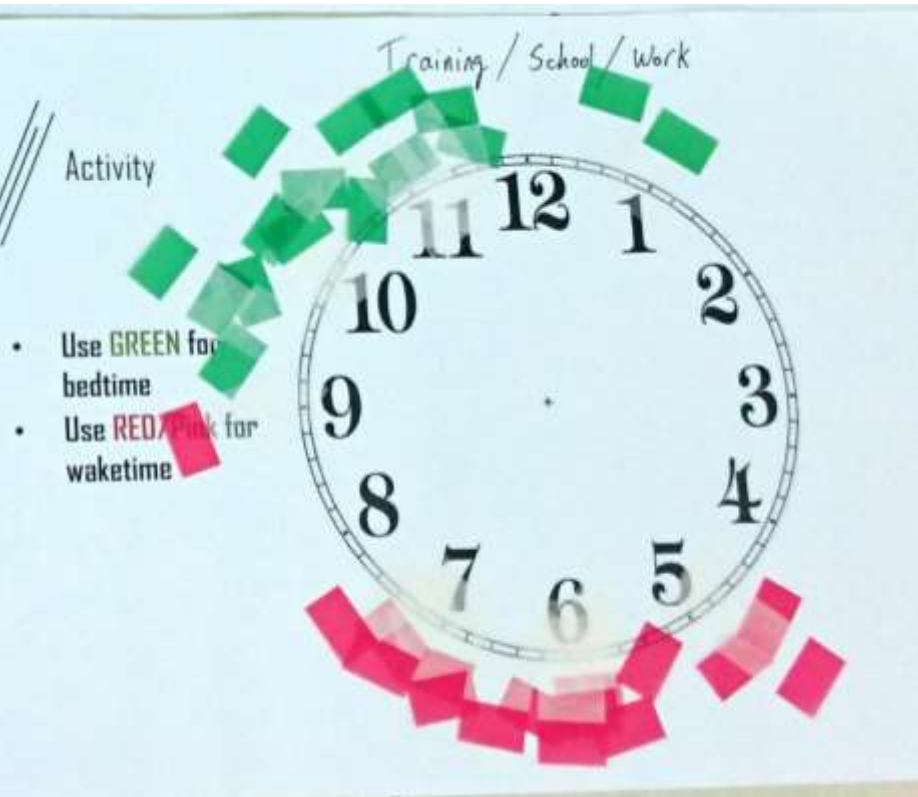 Training / School / Work
Activity
• Use GREEN for
bedtime
• Use RED/Pink for
waketime
12
1
2
3
4
5
6
7
8
9
10
11